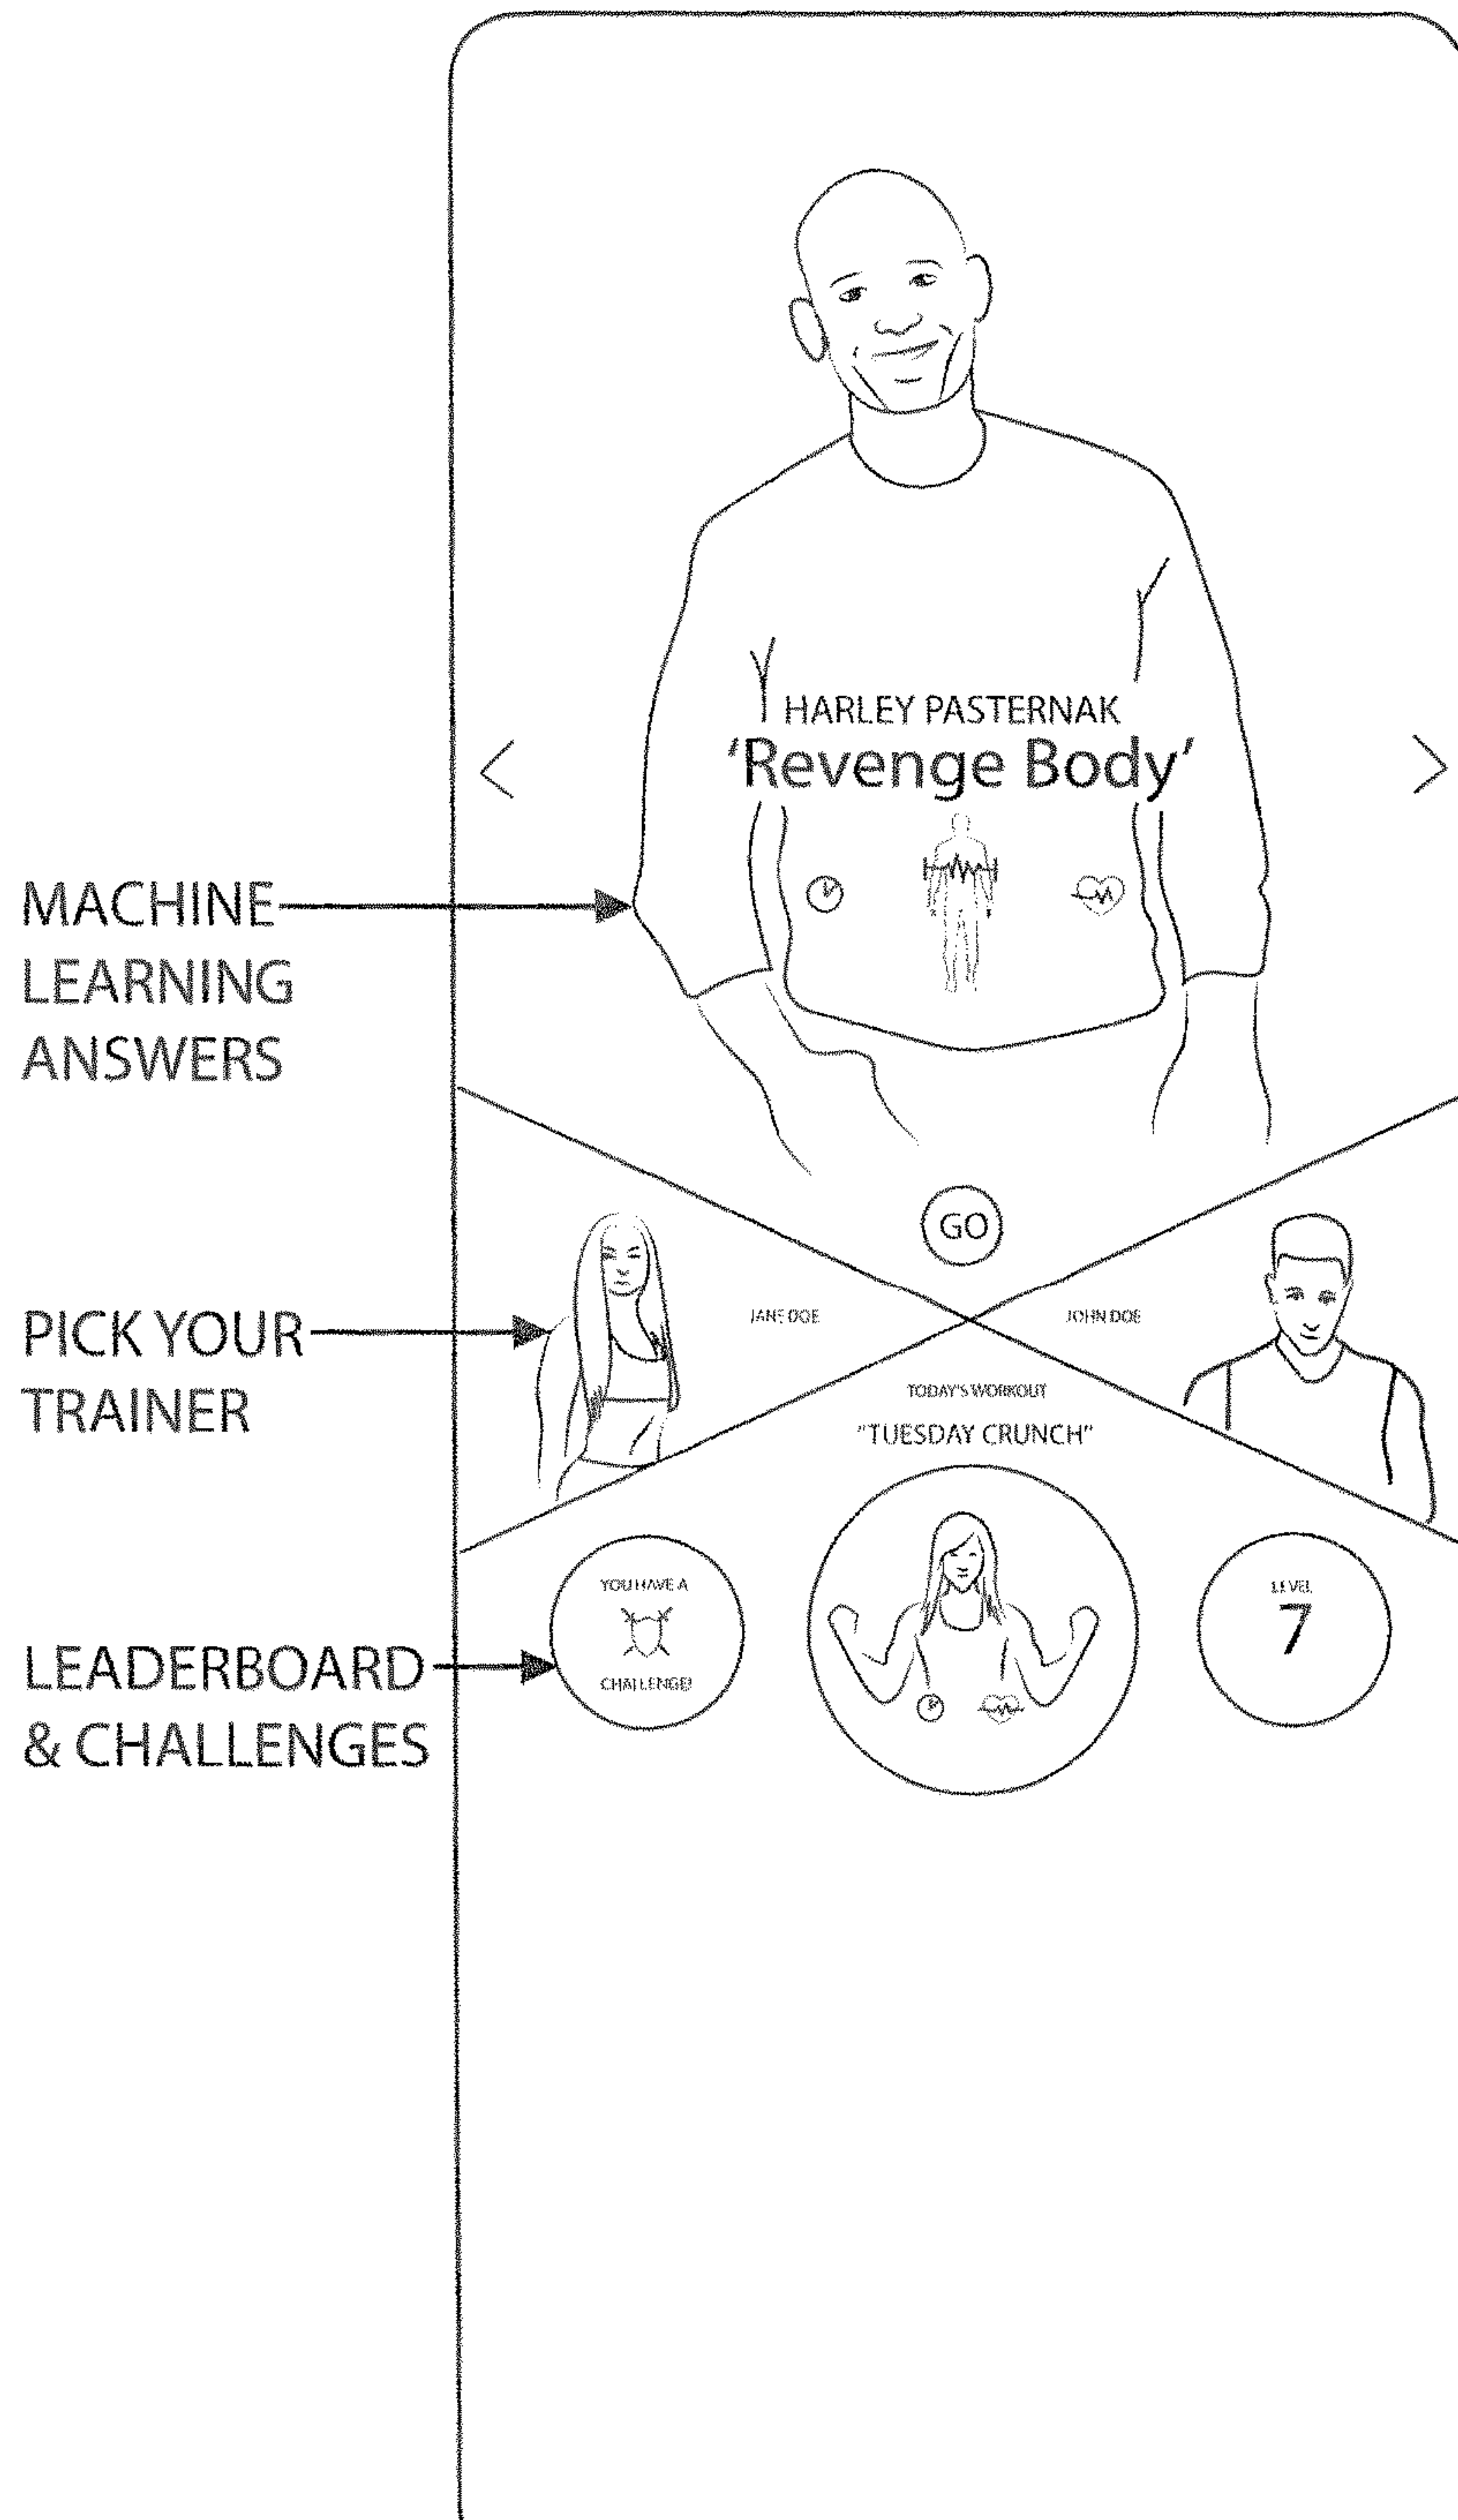 HARLEY PASTERNAK
'Revenge Body'
MACHINE
LEARNING
ANSWERS
GO
PICK YOUR
TRAINER
JANE DOE
JOHN DOE
TODAY'S WORKOUT
"TUESDAY CRUNCH"
LEADERBOARD
& CHALLENGES
YOU HAVE A
CHALLENGE!
LEVEL
7